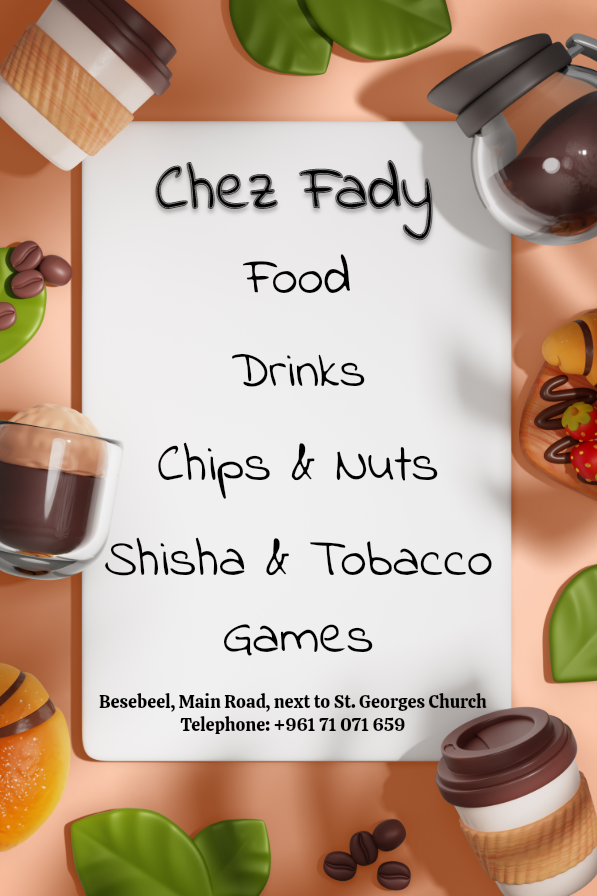 Chez Fady
Food
Drinks
Chips & Nuts
Shisha & Tobacco
Games
Besebeel, Main Road, next to St. Georges Church
Telephone: +961 71 071 659